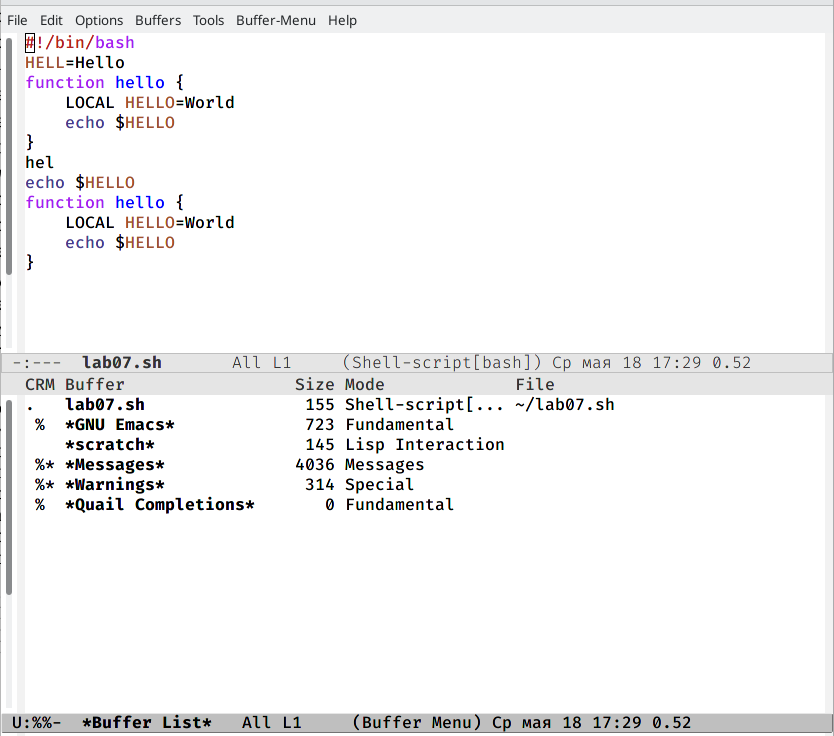 File Edit Options Buffers Tools Buffer-Menu Help
#!/bin/bash
HELL=Hello
function hello {
    LOCAL HELLO=World
    echo $HELLO
}
hel
echo $HELLO
function hello {
    LOCAL HELLO=World
    echo $HELLO
}
-:--- lab07.sh All L1 (Shell-script[bash]) Ср мая 18 17:29 0.52
CRM Buffer Size Mode File
. lab07.sh 155 Shell-script[... ~/lab07.sh
% *GNU Emacs* 723 Fundamental
*scratch* 145 Lisp Interaction
%* *Messages* 4036 Messages
%* *Warnings* 314 Special
% *Quail Completions* 0 Fundamental
U:%%- *Buffer List* All L1 (Buffer Menu) Ср мая 18 17:29 0.52